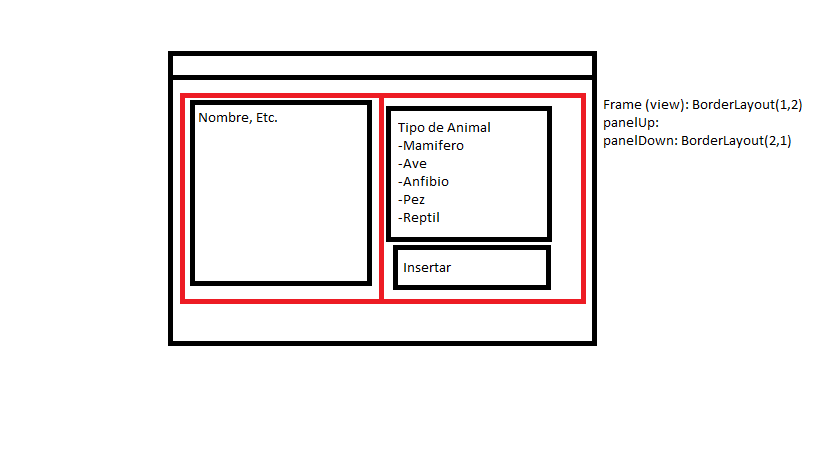 Nombre, Etc.
Tipo de Animal
-Mamifero
-Ave
-Anfibio
-Pez
-Reptil
Insertar
Frame (view): BorderLayout(1,2)
panelUp:
panelDown: BorderLayout(2,1)